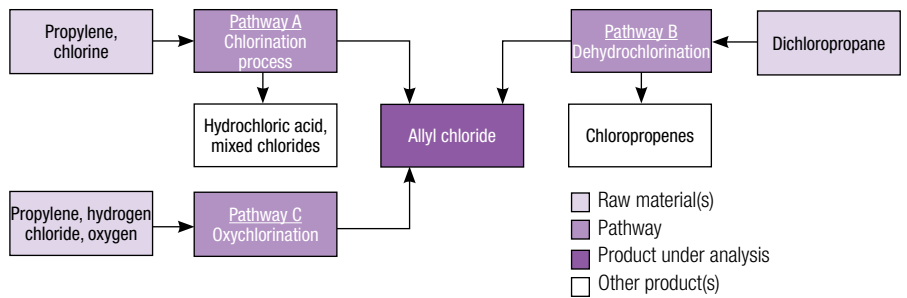 Propylene,
chlorine
Pathway A
Chlorination
process
Pathway B
Dehydrochlorination
Dichloropropane
Hydrochloric acid,
mixed chlorides
Allyl chloride
Chloropropenes
Propylene, hydrogen
chloride, oxygen
Pathway C
Oxychlorination
Raw material(s)
Pathway
Product under analysis
Other product(s)